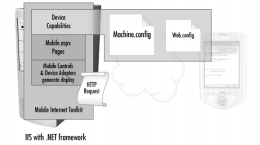 Device
Capabilities
Mobile.aspx
Pages
Mobile Controls
& Device Adapters
generate display
Mobile Internet Toolkit
Machine.config
Web.config
HTTP
Request
IIS with .NET framework